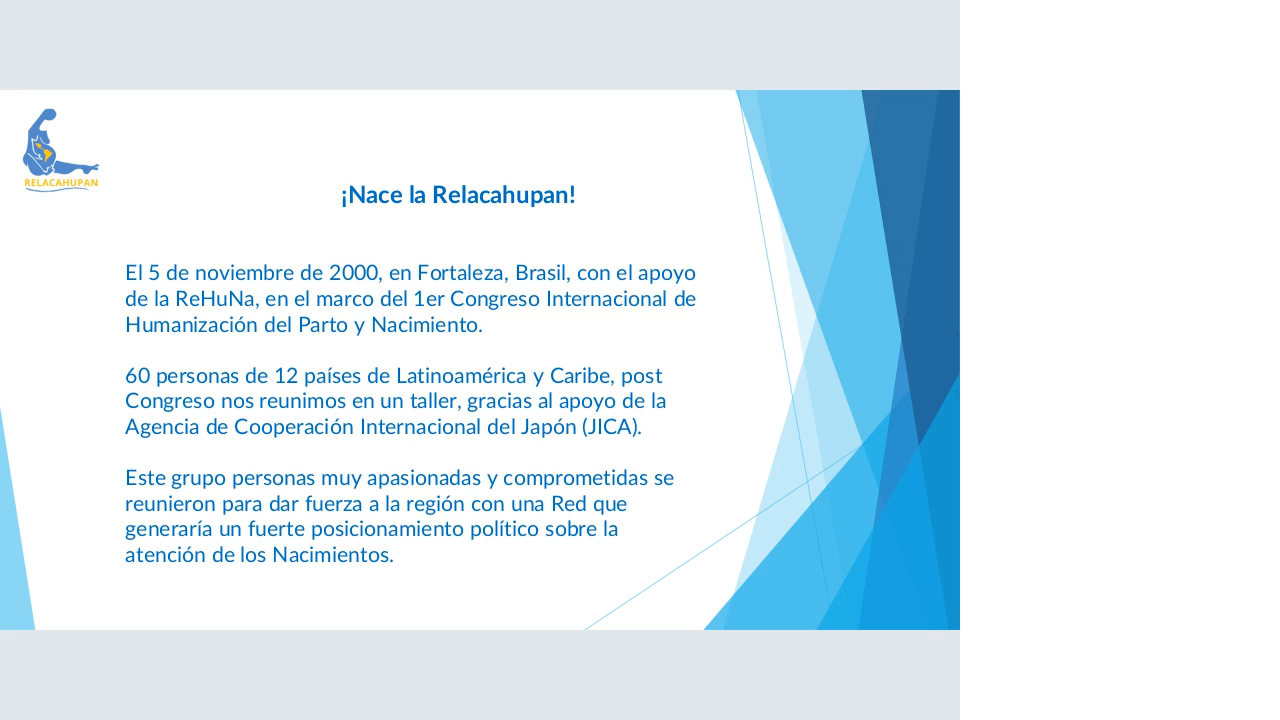 RELACAHUPAN
¡Nace la Relacahupan!
El 5 de noviembre de 2000, en Fortaleza, Brasil, con el apoyo
de la ReHuNa, en el marco del 1er Congreso Internacional de
Humanización del Parto y Nacimiento.
60 personas de 12 países de Latinoamérica y Caribe, post
Congreso nos reunimos en un taller, gracias al apoyo de la
Agencia de Cooperación Internacional del Japón (JICA).
Este grupo personas muy apasionadas y comprometidas se
reunieron para dar fuerza a la región con una Red que
generaría un fuerte posicionamiento político sobre la
atención de los Nacimientos.